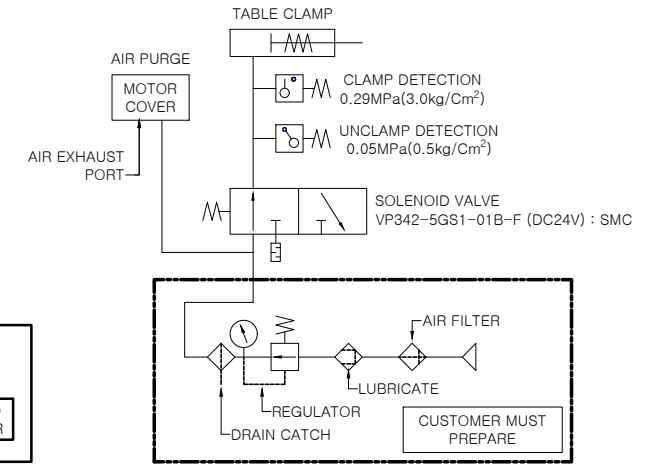 TABLE CLAMP
AIR PURGE
MOTOR
COVER
CLAMP DETECTION
0.29MPa(3.0kg/Cm²)
UNCLAMP DETECTION
0.05MPa(0.5kg/Cm²)
AIR EXHAUST
PORT
SOLENOID VALVE
VP342-5GS1-01B-F (DC24V) : SMC
AIR FILTER
LUBRICATE
REGULATOR
DRAIN CATCH
CUSTOMER MUST
PREPARE